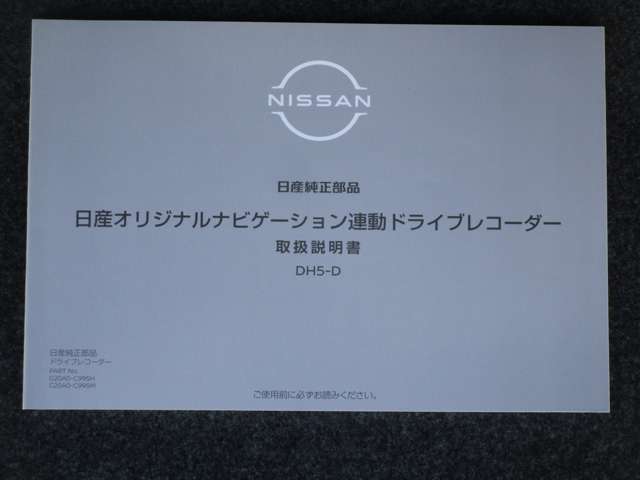 NISSAN
日産純正部品
日産オリジナルナビゲーション連動ドライブレコーダー
取扱説明書
DH5-D
日産純正部品
ドライブレコーダー
PART No.
ご使用前に必ずお読みください。